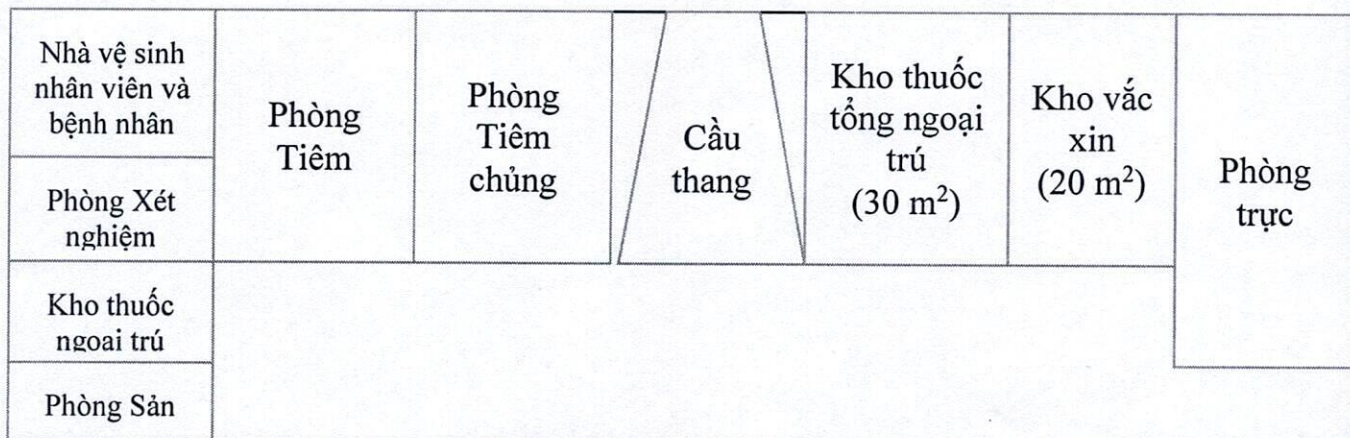 Nhà vệ sinh
nhân viên và
bệnh nhân
Phòng Xét
nghiệm
Kho thuốc
ngoại trú
Phòng Sản
Phòng
Tiêm
Phòng
Tiêm
chủng
Cầu
thang
Kho thuốc
tổng ngoại
trú
(30 m²)
Kho vắc
xin
(20 m²)
Phòng
trực